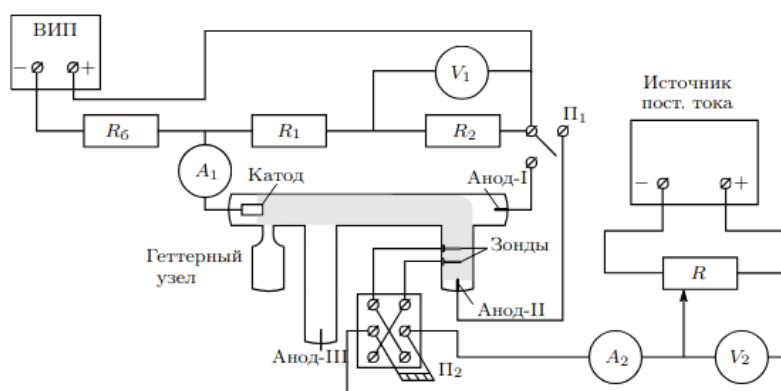 ВИП
− +
V₁
Источник
пост. тока
R_б
R₁
R₂
П₁
A₁
Катод
Анод-I
− +
Геттерный
узел
Зонды
R
Анод-II
Анод-III
П₂
A₂
V₂